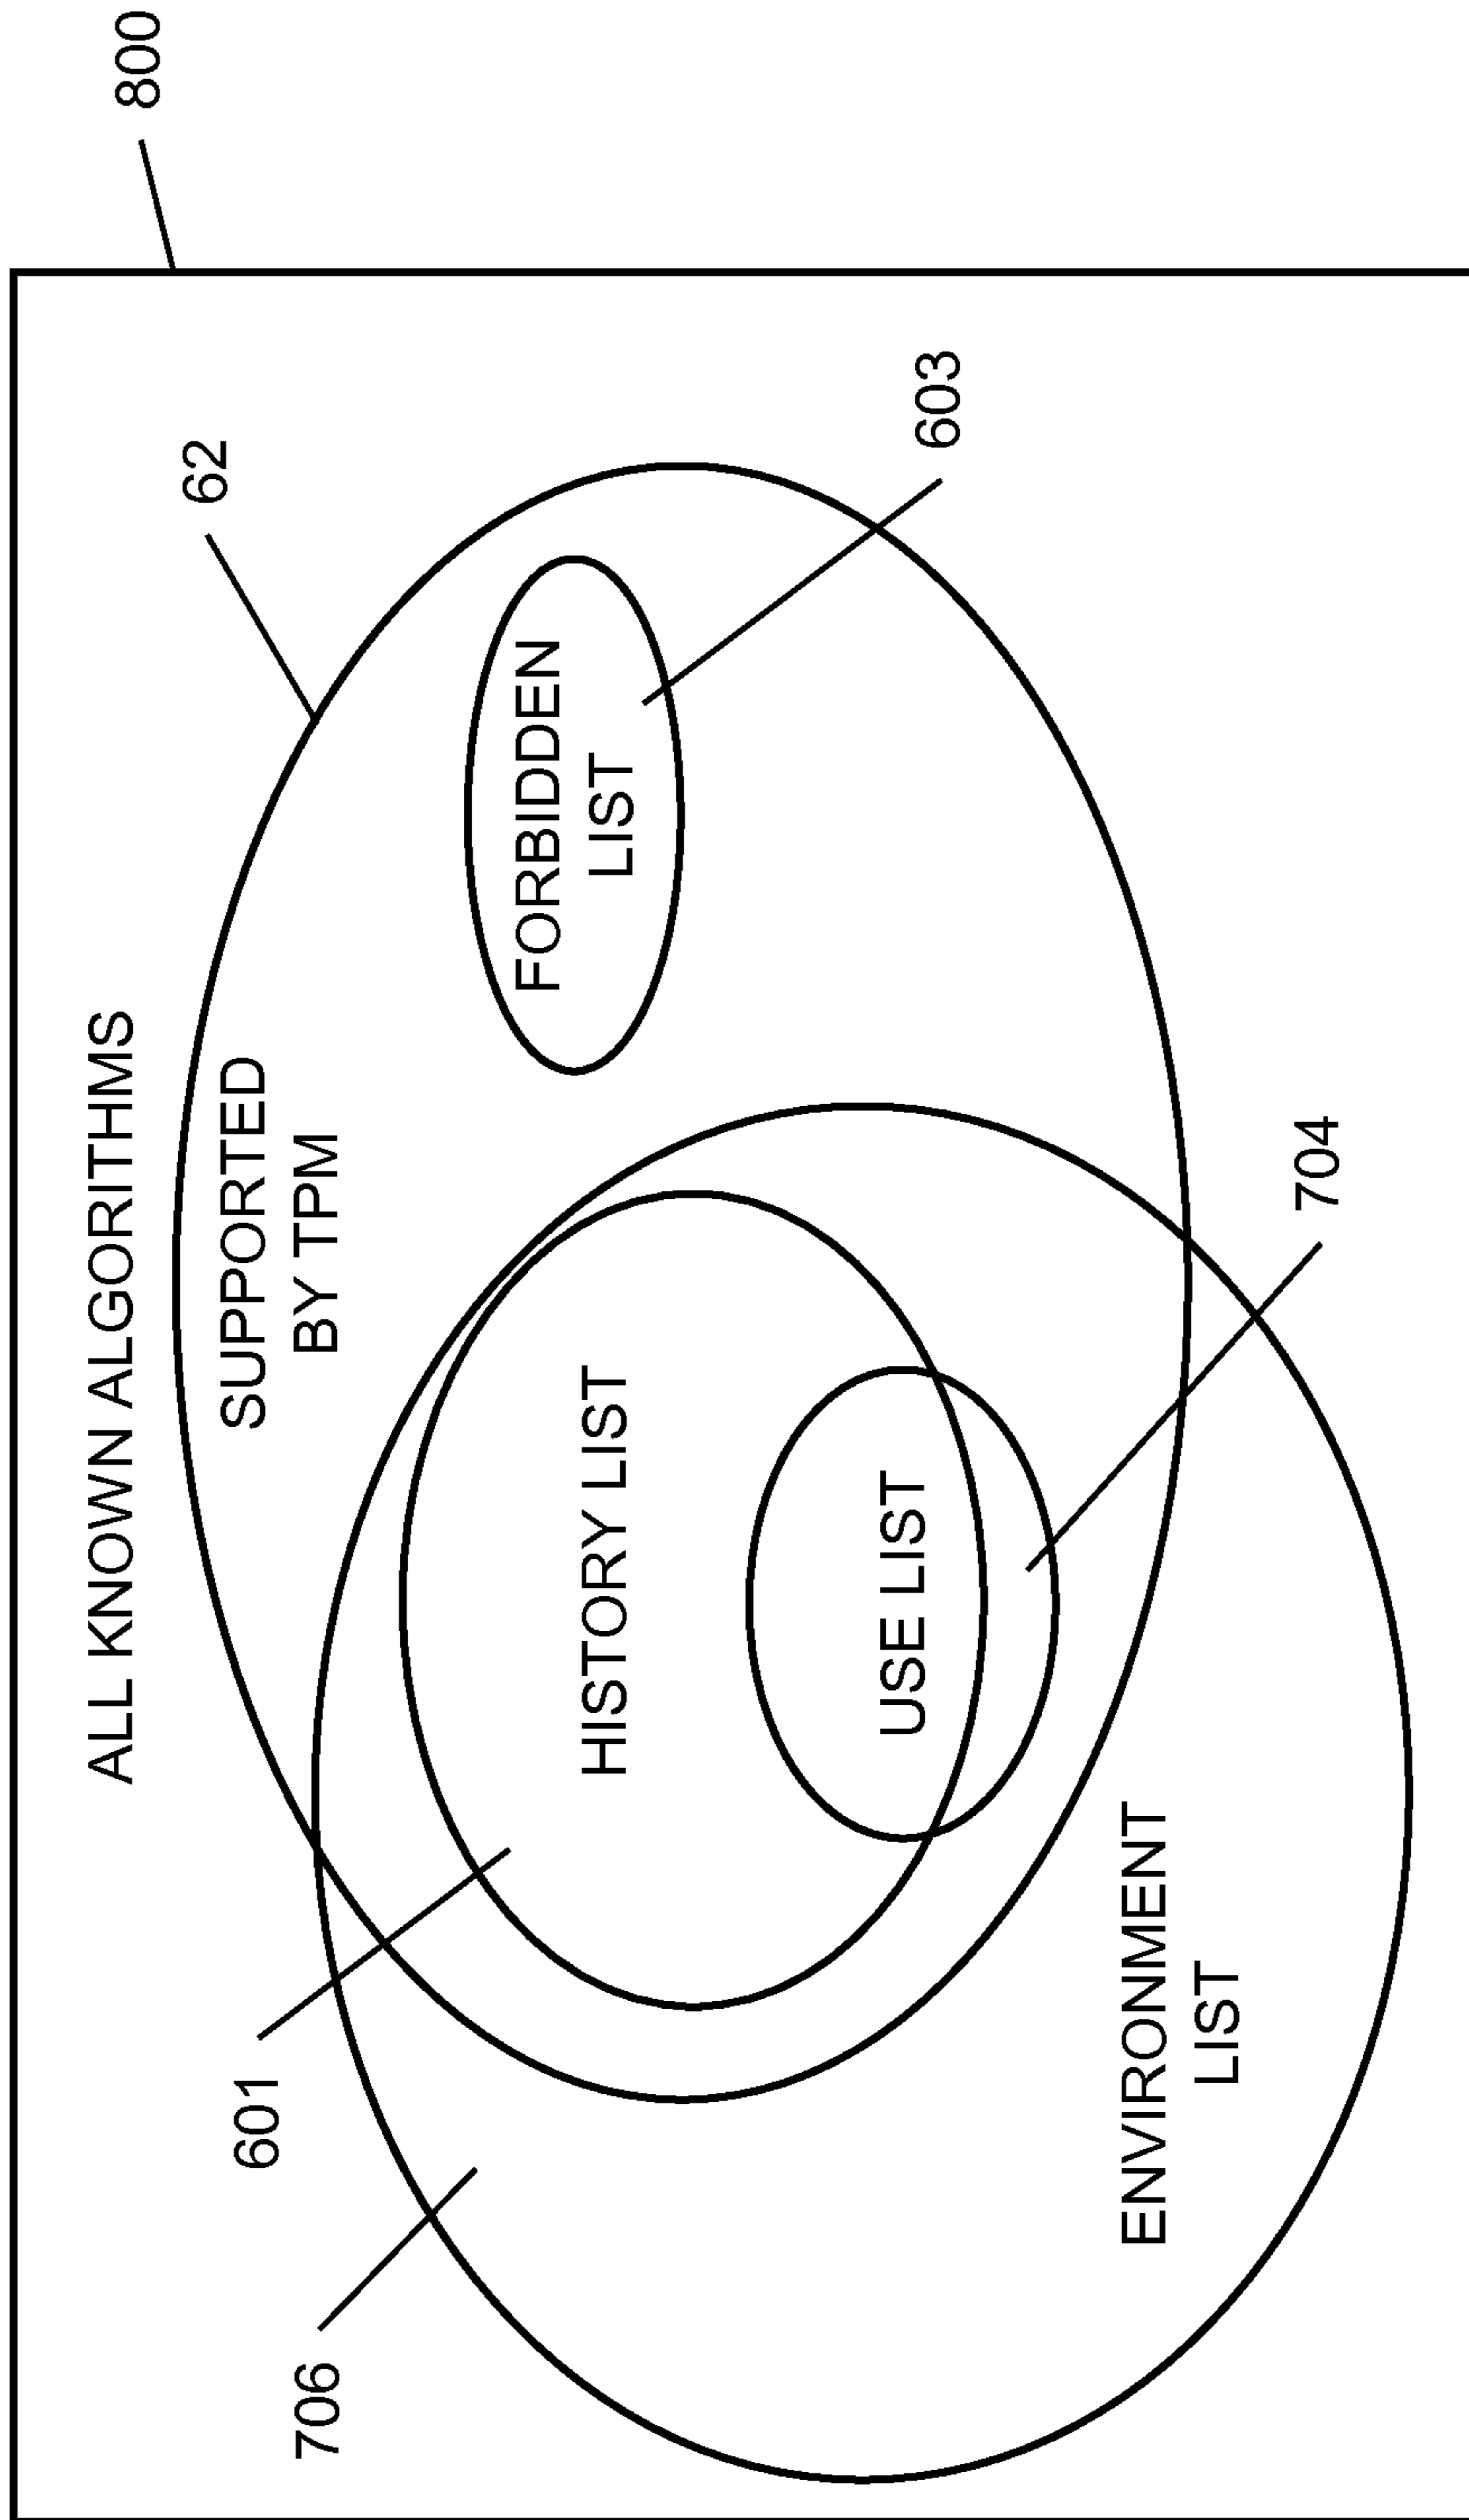 800
ALL KNOWN ALGORITHMS
62
SUPPORTED
BY TPM
601
706
FORBIDDEN
LIST
HISTORY LIST
603
USE LIST
ENVIRONMENT
LIST
704